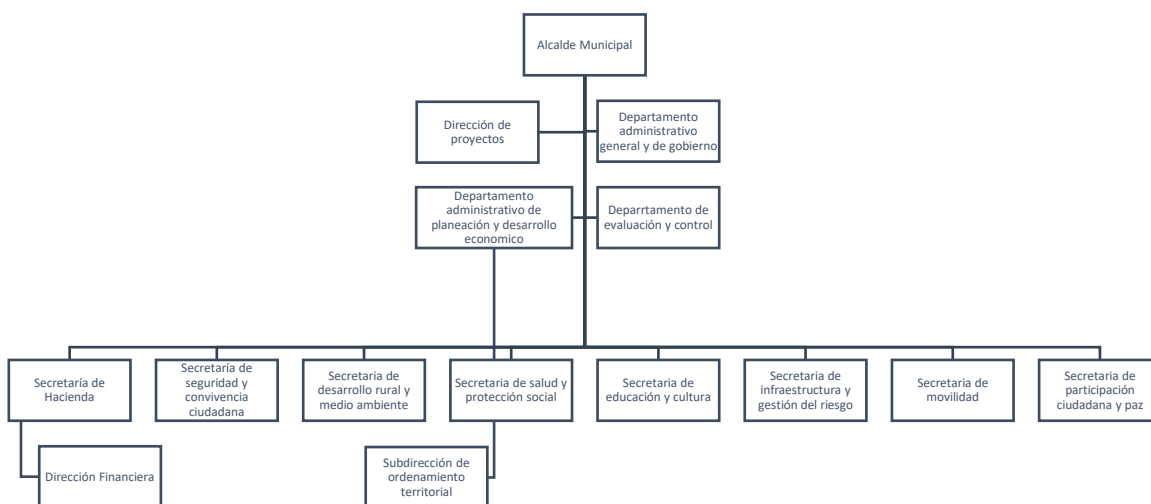 Alcalde Municipal
Dirección de
proyectos
Departamento
administrativo
general y de gobierno
Departamento
administrativo de
planeación y desarrollo
economico
Deparrtamento de
evaluación y control
Secretaría de
Hacienda
Secretaría de
seguridad y
convivencia
ciudadana
Secretaria de
desarrollo rural y
medio ambiente
Secretaria de salud y
protección social
Secretaria de
educación y cultura
Secretaria de
infraestructura y
gestión del riesgo
Secretaria de
movilidad
Secretaria de
participación
ciudadana y paz
Dirección Financiera
Subdirección de
ordenamiento
territorial